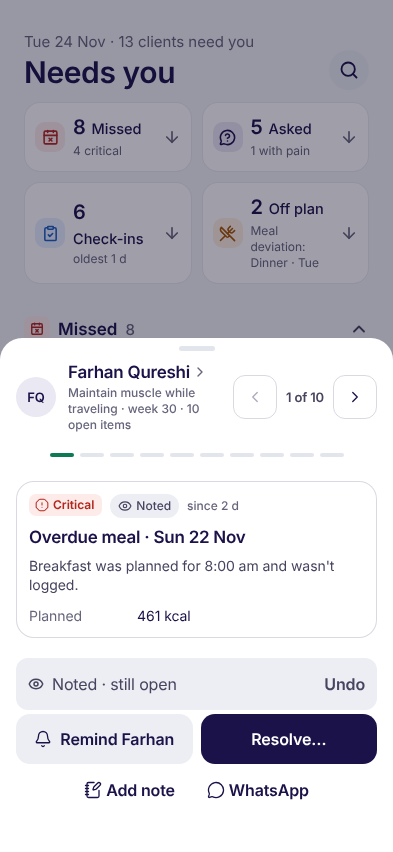 Tue 24 Nov · 13 clients need you
Needs you
8 Missed
4 critical
5 Asked
1 with pain
6
Check-ins
oldest 1 d
2 Off plan
Meal
deviation:
Dinner · Tue
Missed 8
FQ
Farhan Qureshi
Maintain muscle while
traveling · week 30 · 10
open items
1 of 10
Critical
Noted
since 2 d
Overdue meal · Sun 22 Nov
Breakfast was planned for 8:00 am and wasn't
logged.
Planned 461 kcal
Noted · still open
Undo
Remind Farhan
Resolve...
Add note
WhatsApp